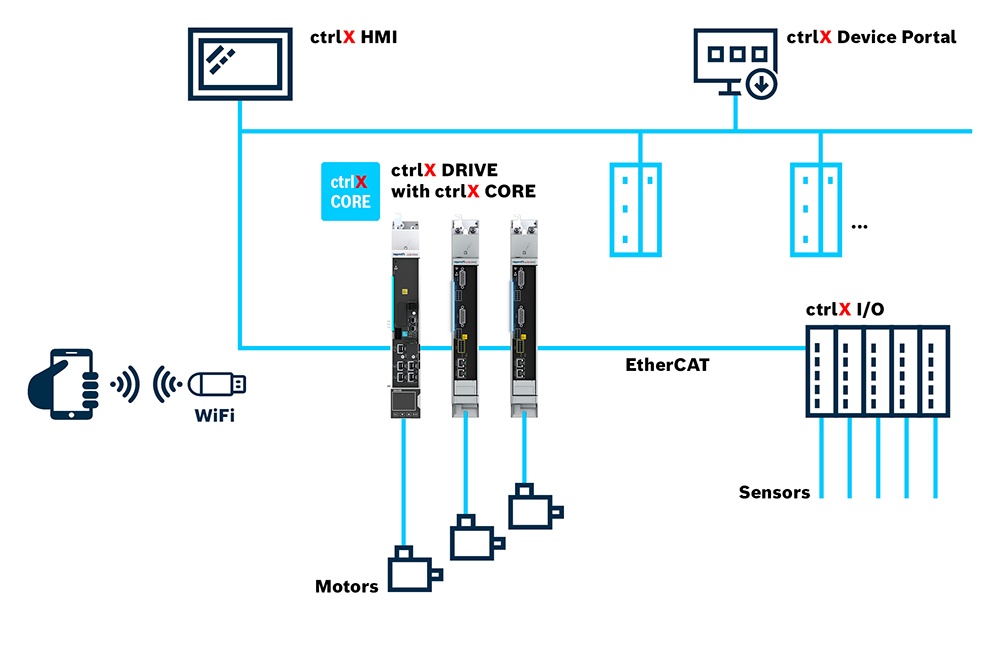 ctrlX HMI
ctrlX Device Portal
ctrlX
CORE
ctrlX DRIVE
with ctrlX CORE
...
ctrlX I/O
EtherCAT
WiFi
Sensors
Motors